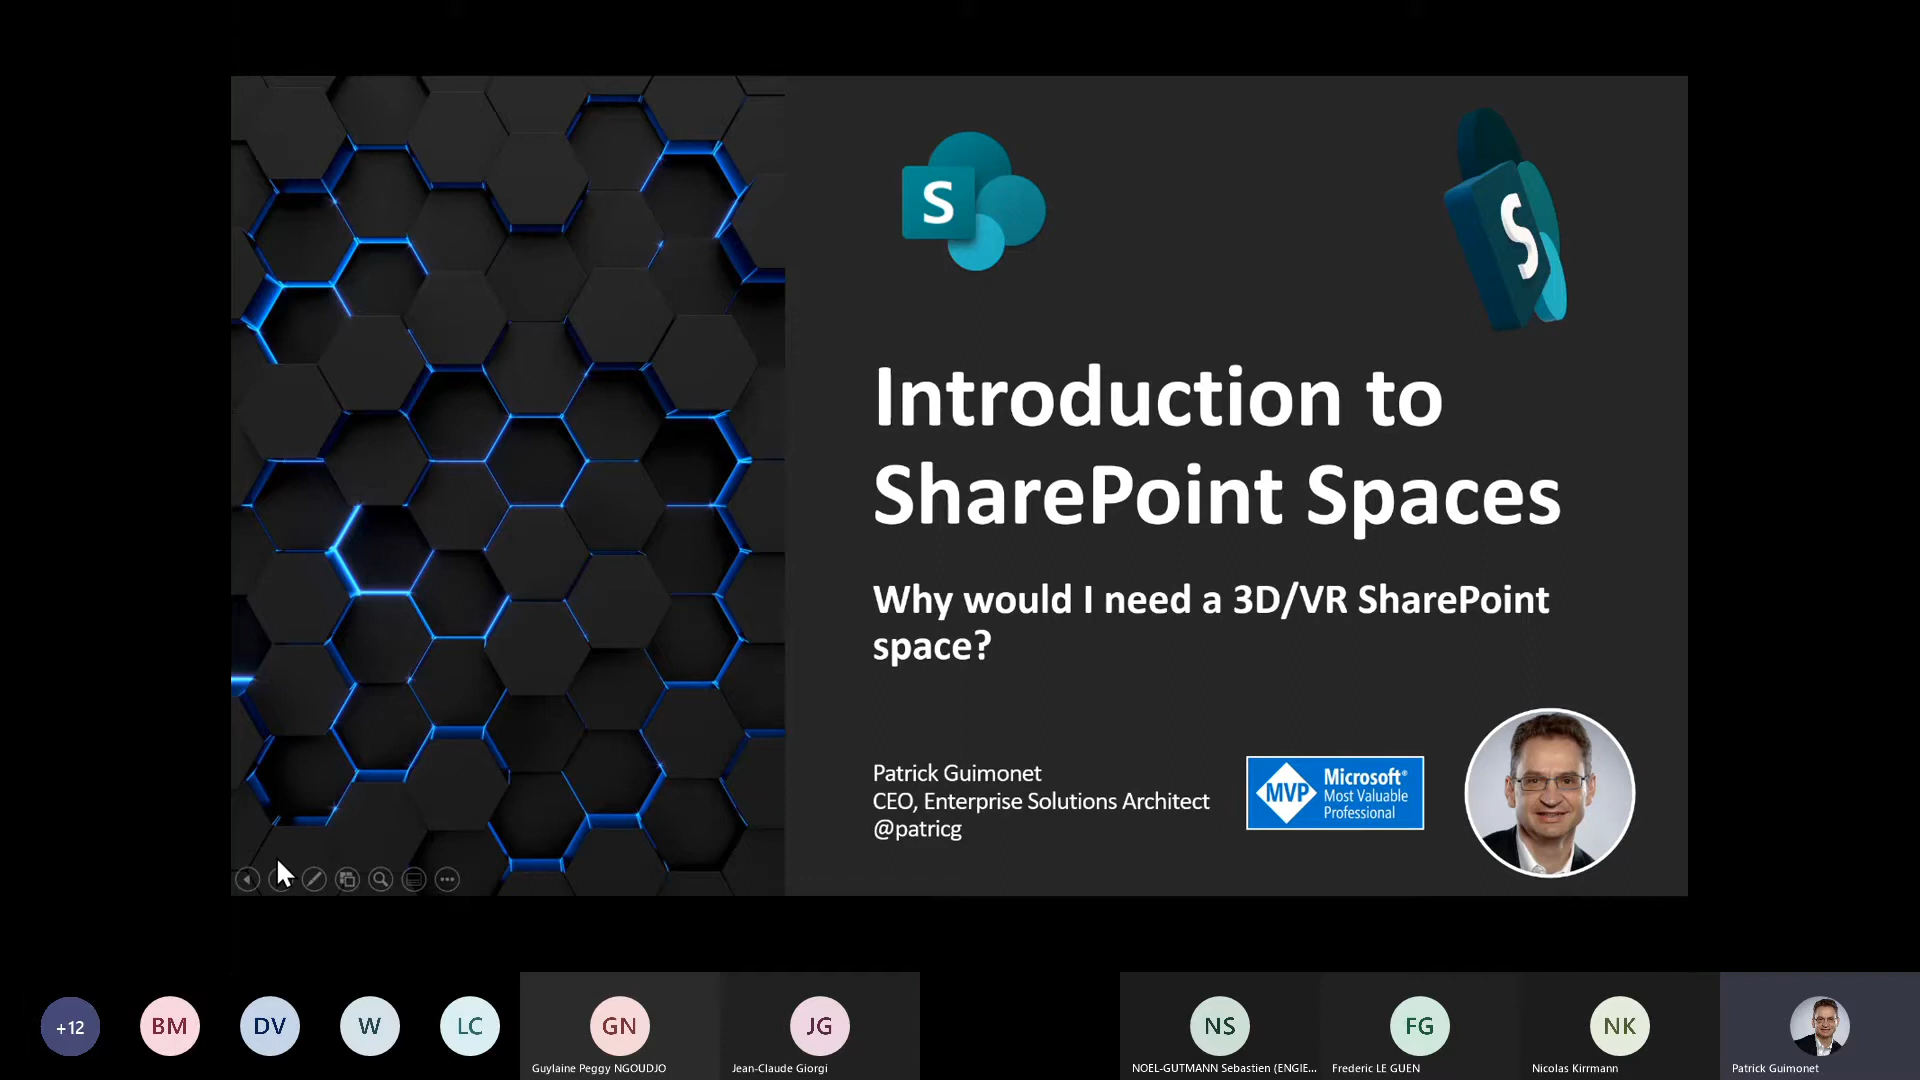 S
S
Introduction to
SharePoint Spaces
Why would I need a 3D/VR SharePoint
space?
Patrick Guimonet
CEO, Enterprise Solutions Architect
@patricg
MVP
Microsoft®
Most Valuable
Professional
+12
BM
DV
W
LC
GN
JG
NS
FG
NK
Guylaine Peggy NGOUDJO
Jean-Claude Giorgi
NOEL-GUTMANN Sebastien (ENGIE...
Frederic LE GUEN
Nicolas Kirrmann
Patrick Guimonet